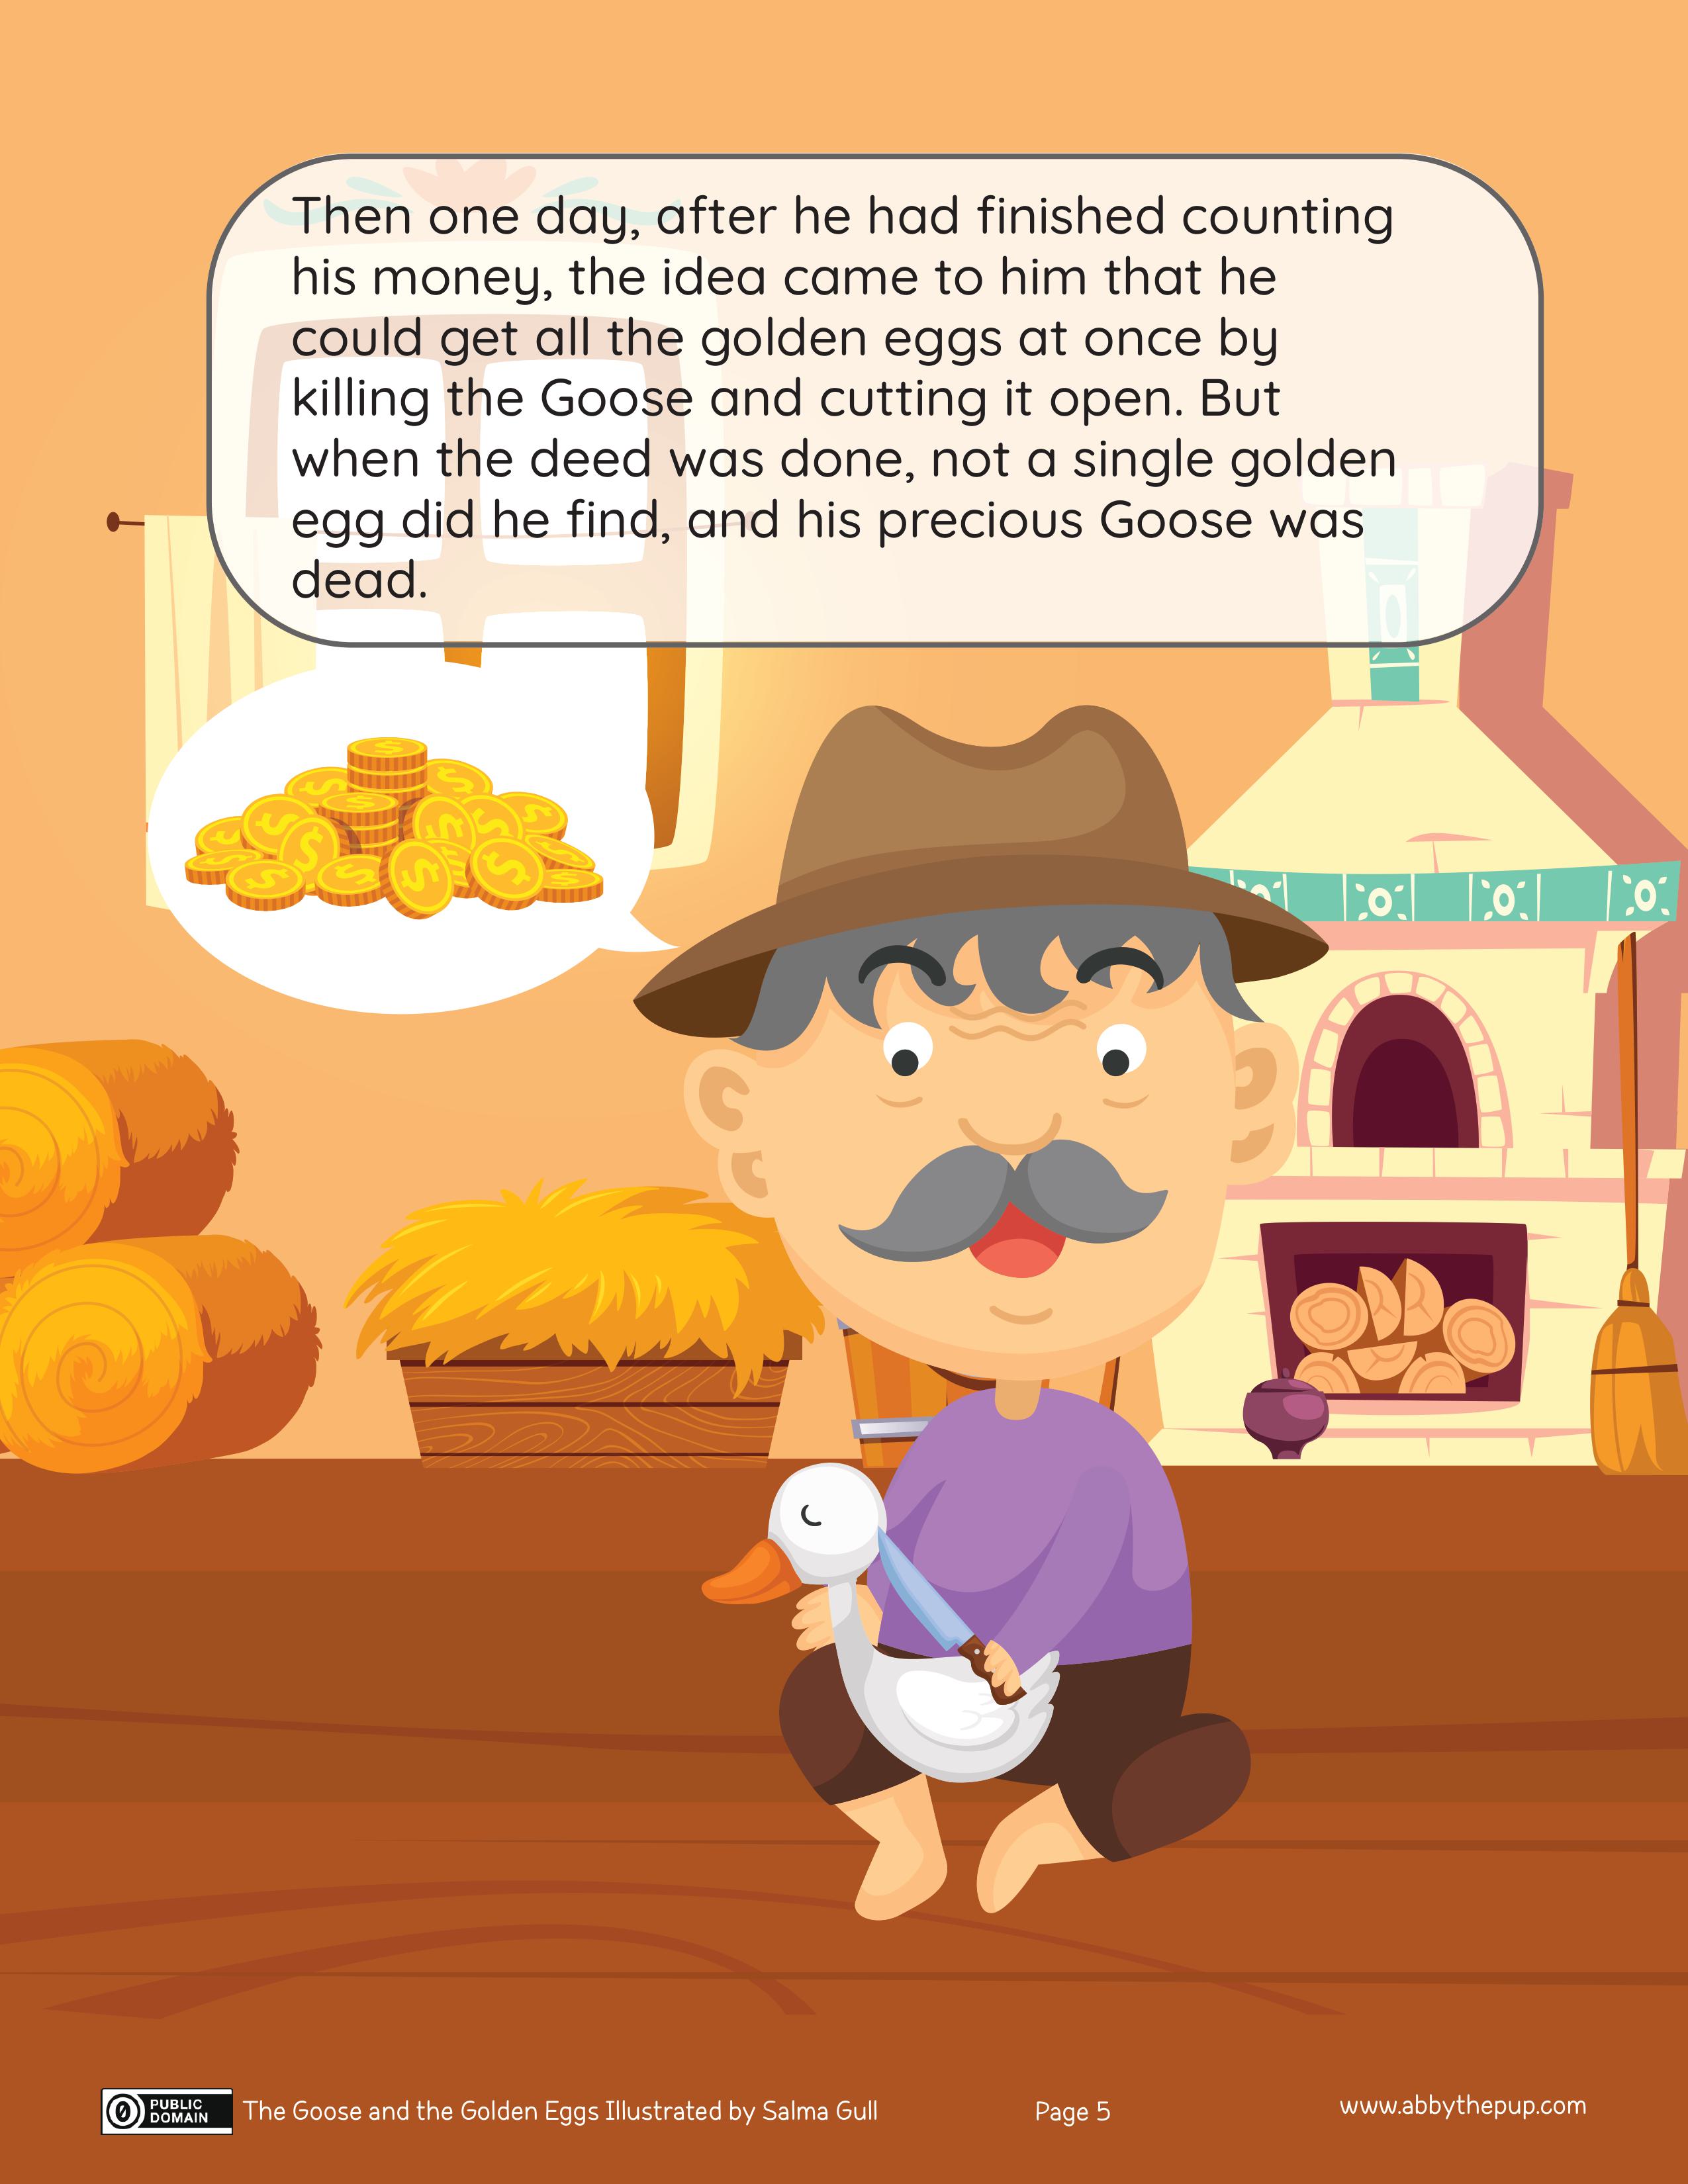 Then one day, after he had finished counting
his money, the idea came to him that he
could get all the golden eggs at once by
killing the Goose and cutting it open. But
when the deed was done, not a single golden
egg did he find, and his precious Goose was
dead.
PUBLIC
DOMAIN
The Goose and the Golden Eggs Illustrated by Salma Gull
Page 5
www.abbythepup.com